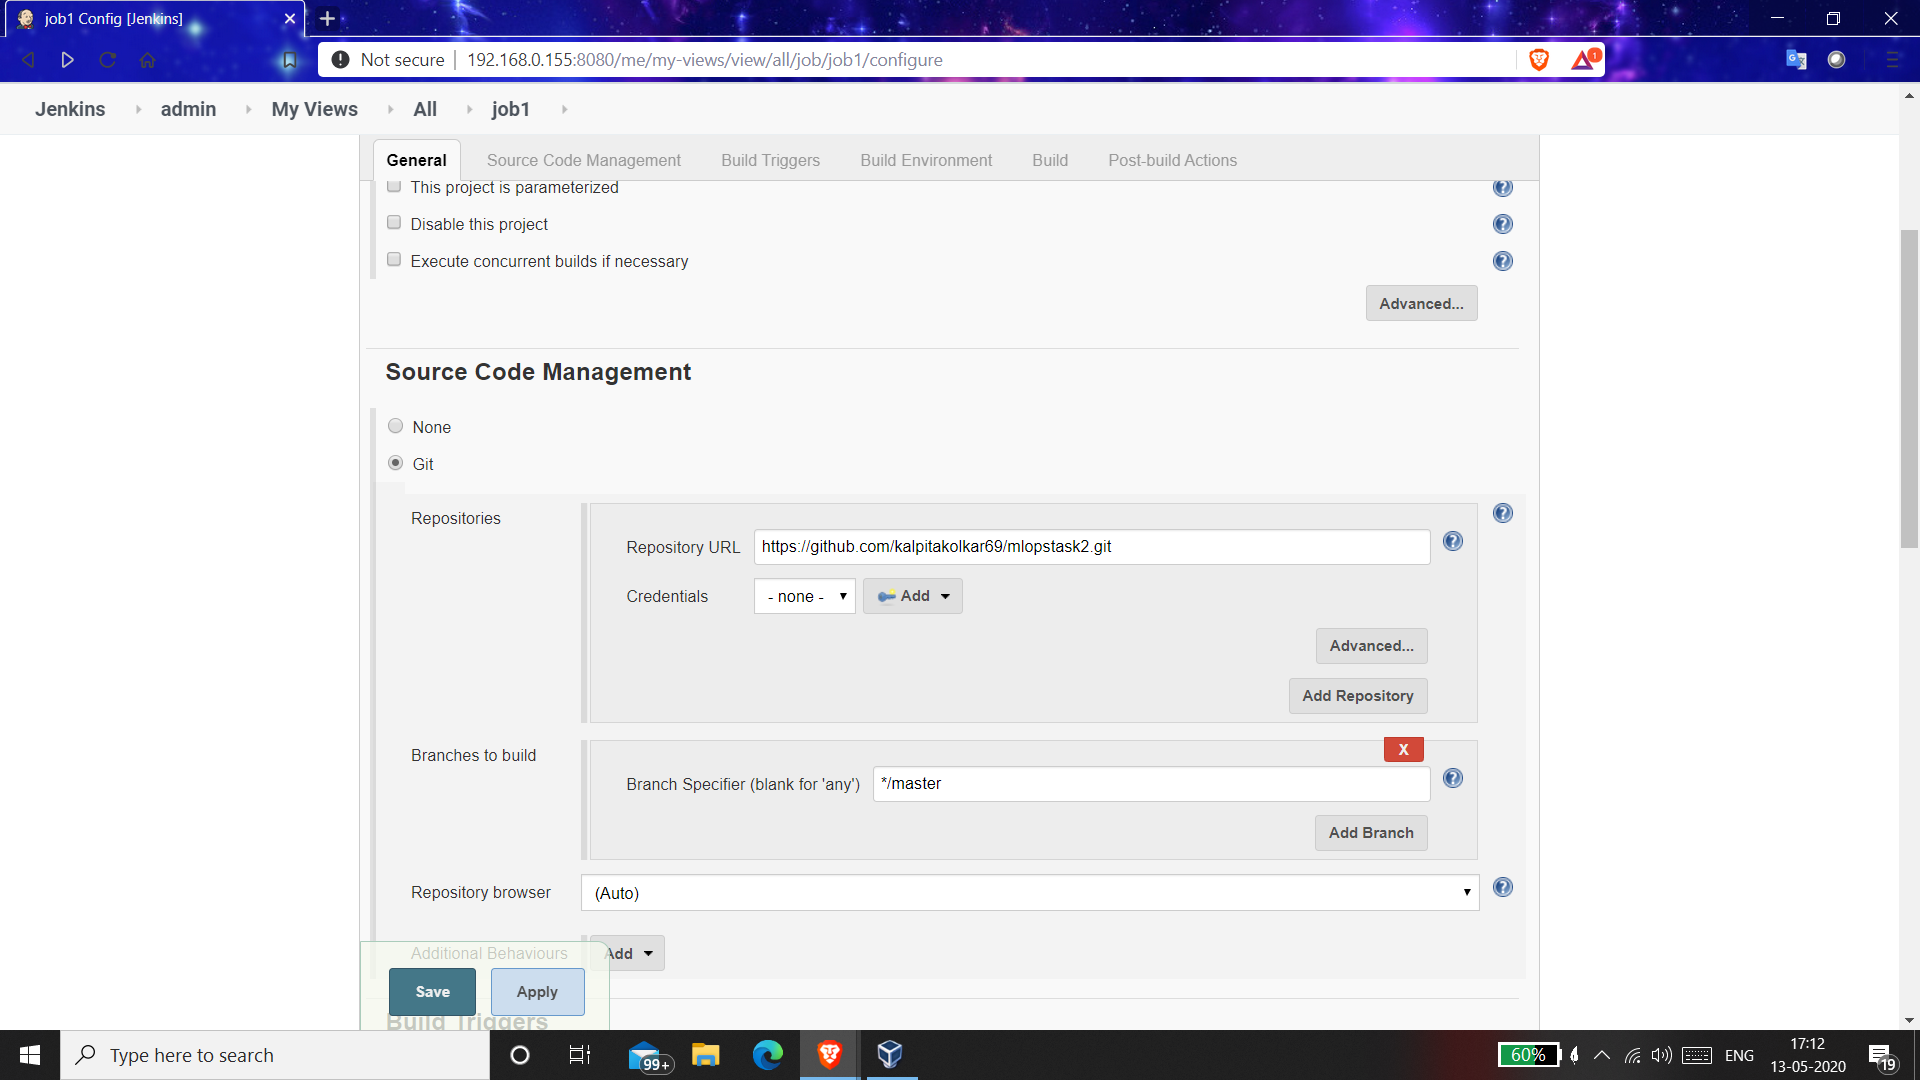 job1 Config [Jenkins]
Not secure | 192.168.0.155:8080/me/my-views/view/all/job/job1/configure
1
Jenkins admin My Views All job1
General Source Code Management Build Triggers Build Environment Build Post-build Actions
This project is parameterized
Disable this project
Execute concurrent builds if necessary
Advanced...
Source Code Management
None
Git
Repositories
Repository URL https://github.com/kalpitakolkar69/mlopstask2.git
Credentials - none - Add
Advanced...
Add Repository
X
Branches to build
Branch Specifier (blank for 'any') */master
Add Branch
Repository browser (Auto)
Additional Behaviours Add
Save Apply
Build Triggers
Type here to search
99+
60%
ENG
17:12
13-05-2020
19